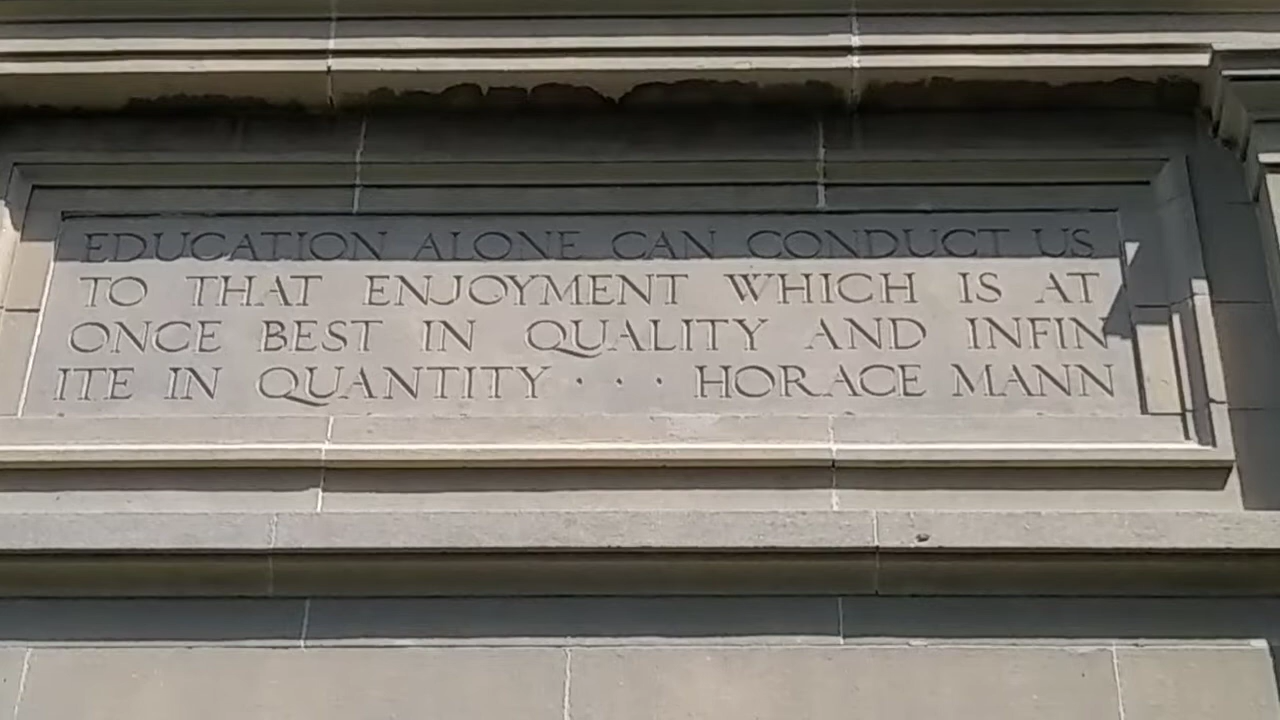 EDUCATION ALONE CAN CONDUCT US
TO THAT ENJOYMENT WHICH IS AT
ONCE BEST IN QUALITY AND INFIN
ITE IN QUANTITY · · · HORACE MANN